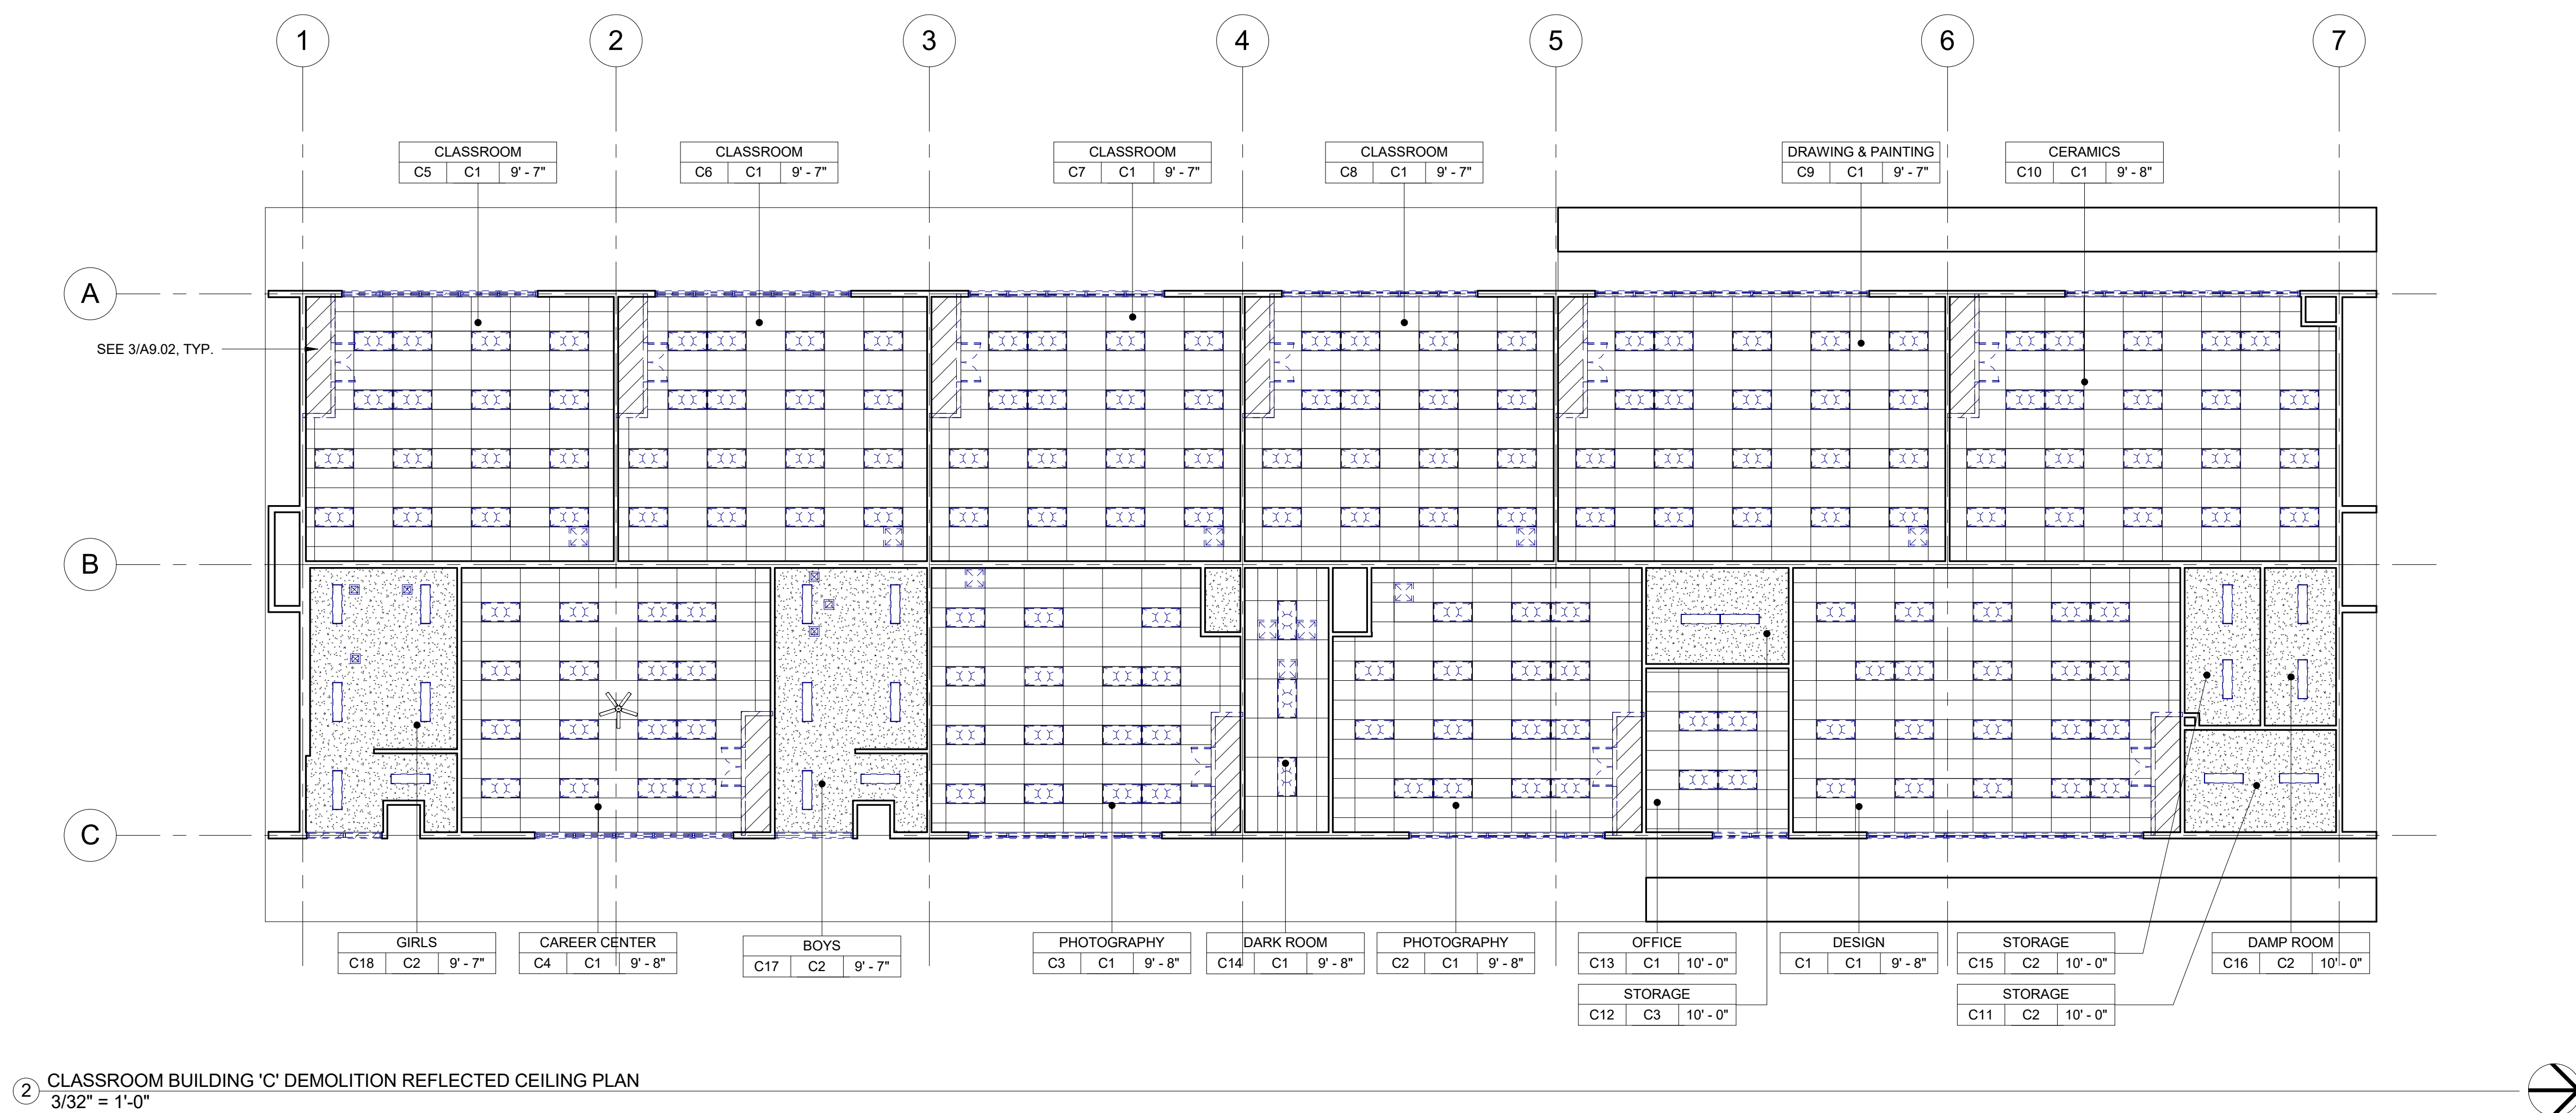 1 2 3 4 5 6 7
CLASSROOM
C5 C1 9' - 7"
CLASSROOM
C6 C1 9' - 7"
CLASSROOM
C7 C1 9' - 7"
CLASSROOM
C8 C1 9' - 7"
DRAWING & PAINTING
C9 C1 9' - 7"
CERAMICS
C10 C1 9' - 8"
A
SEE 3/A9.02, TYP.
B
C
GIRLS
C18 C2 9' - 7"
CAREER CENTER
C4 C1 9' - 8"
BOYS
C17 C2 9' - 7"
PHOTOGRAPHY
C3 C1 9' - 8"
DARK ROOM
C14 C1 9' - 8"
PHOTOGRAPHY
C2 C1 9' - 8"
OFFICE
C13 C1 10' - 0"
STORAGE
C12 C3 10' - 0"
DESIGN
C1 C1 9' - 8"
STORAGE
C15 C2 10' - 0"
STORAGE
C11 C2 10' - 0"
DAMP ROOM
C16 C2 10' - 0"
2 CLASSROOM BUILDING 'C' DEMOLITION REFLECTED CEILING PLAN
3/32" = 1'-0"